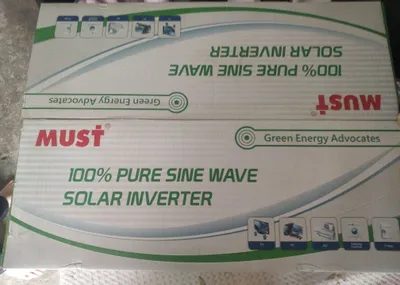 100% PURE SINE WAVE
SOLAR INVERTER
Green Energy Advocates
MUST
MUST
Green Energy Advocates
100% PURE SINE WAVE
SOLAR INVERTER